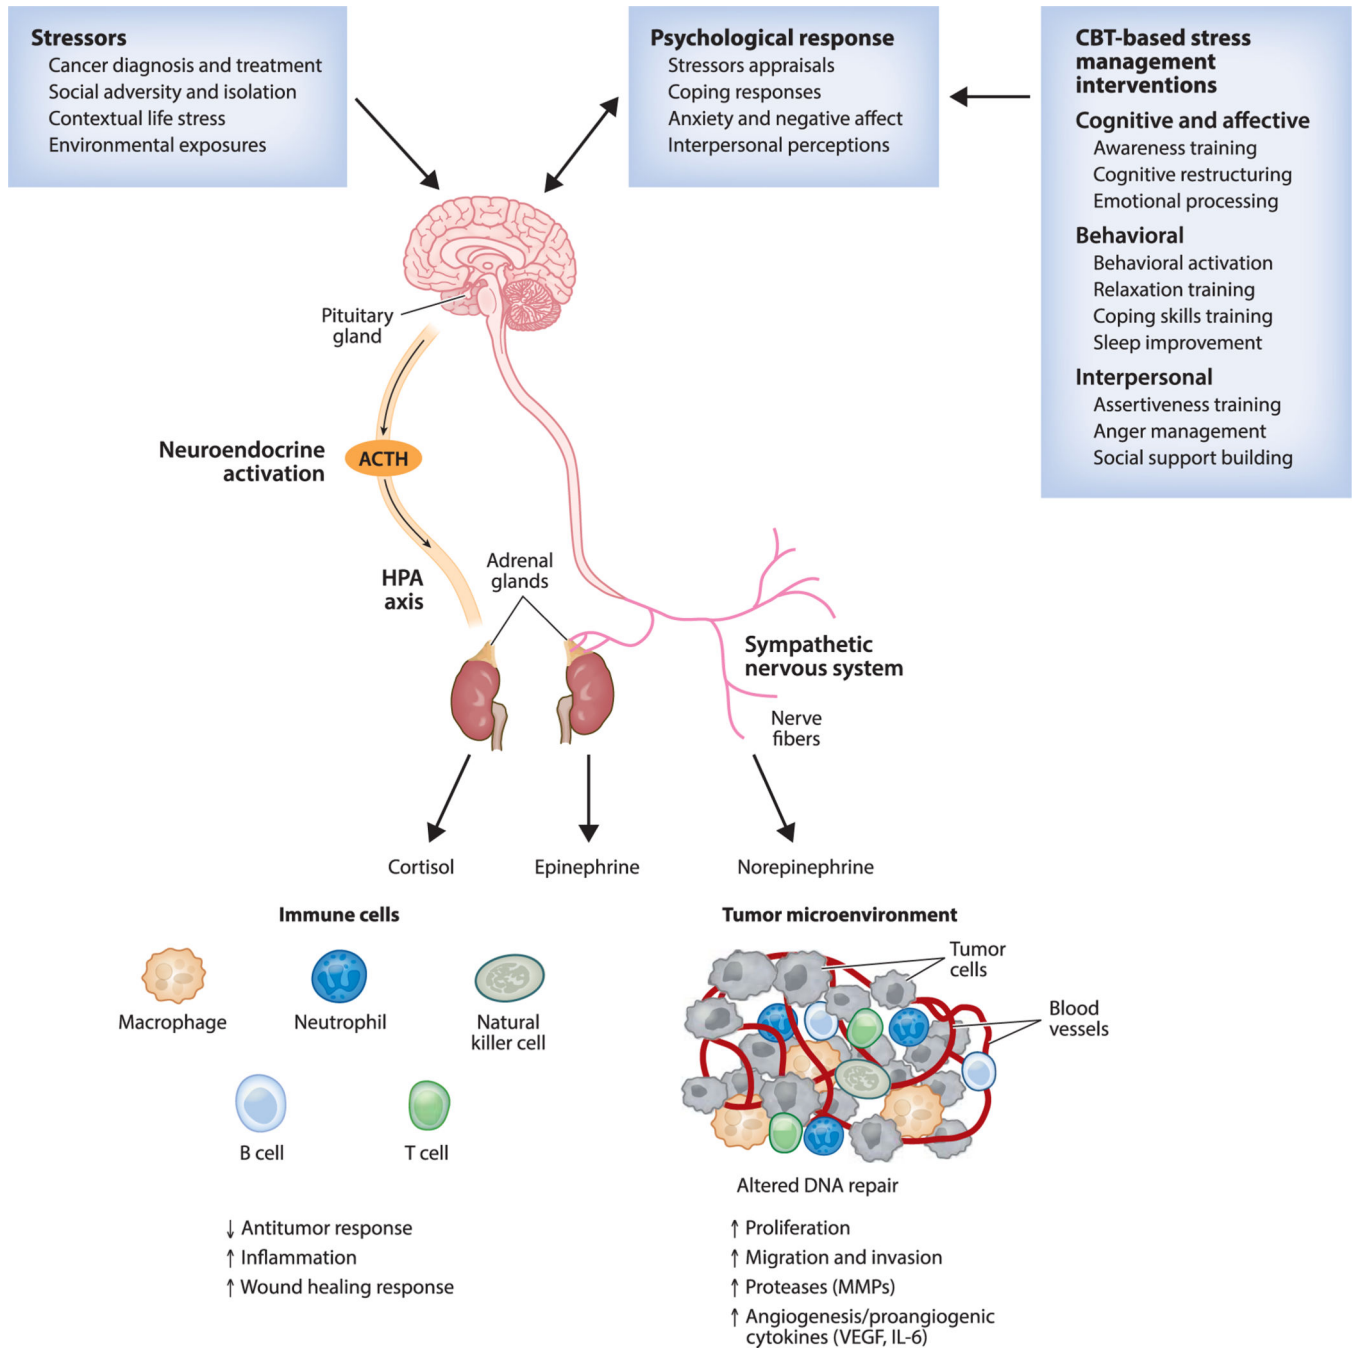 Stressors
Cancer diagnosis and treatment
Social adversity and isolation
Contextual life stress
Environmental exposures
Psychological response
Stressors appraisals
Coping responses
Anxiety and negative affect
Interpersonal perceptions
CBT-based stress
management
interventions
Cognitive and affective
Awareness training
Cognitive restructuring
Emotional processing
Behavioral
Behavioral activation
Relaxation training
Coping skills training
Sleep improvement
Interpersonal
Assertiveness training
Anger management
Social support building
Pituitary
gland
Neuroendocrine
activation
ACTH
HPA
axis
Adrenal
glands
Sympathetic
nervous system
Nerve
fibers
Cortisol
Epinephrine
Norepinephrine
Immune cells
Macrophage
Neutrophil
Natural
killer cell
B cell
T cell
↓ Antitumor response
↑ Inflammation
↑ Wound healing response
Tumor microenvironment
Tumor
cells
Blood
vessels
Altered DNA repair
↑ Proliferation
↑ Migration and invasion
↑ Proteases (MMPs)
↑ Angiogenesis/proangiogenic
cytokines (VEGF, IL-6)